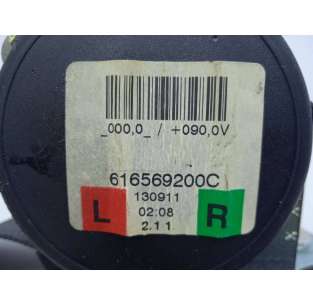 _000,0_ / +090,0V
616569200C
L 130911 R
02:08
2.1 1